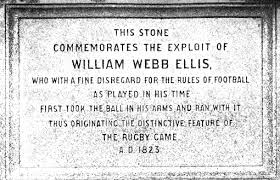 THIS STONE
COMMEMORATES THE EXPLOIT OF
WILLIAM WEBB ELLIS,
WHO WITH A FINE DISREGARD FOR THE RULES OF FOOTBALL
AS PLAYED IN HIS TIME
FIRST TOOK THE BALL IN HIS ARMS AND RAN WITH IT
THUS ORIGINATING THE DISTINCTIVE FEATURE OF
THE RUGBY GAME.
A.D. 1823.